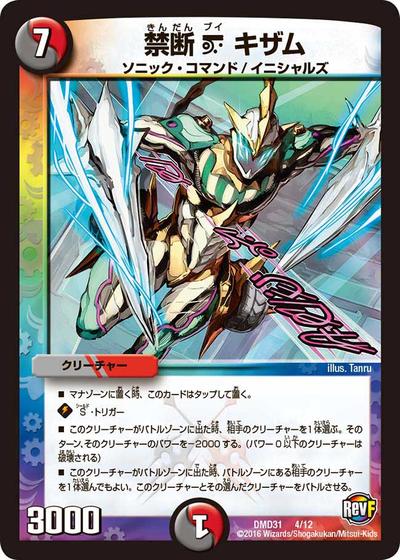 7
きんだん ブイ
禁断 V キザム
ソニック・コマンド / イニシャルズ
illus. Tanru
クリーチャー
■ マナゾーンに置く時、このカードはタップして置く。
シールド
S・トリガー
■ このクリーチャーがバトルゾーンに出た時、相手のクリーチャーを1体選ぶ。そ
のターン、そのクリーチャーのパワーを-2000する。(パワー0以下のクリーチャーは
破壊される)
■ このクリーチャーがバトルゾーンに出た時、バトルゾーンにある相手のクリーチャー
を1体選んでもよい。このクリーチャーとその選んだクリーチャーをバトルさせる。
RevF
3000
1
DMD31 4/12
©2016 Wizards/Shogakukan/Mitsui-Kids